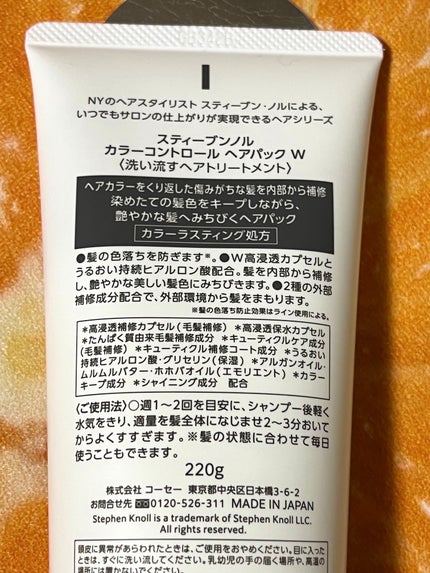 NYのヘアスタイリスト スティーブン・ノルによる、
いつでもサロンの仕上がりが実現できるヘアシリーズ
スティーブンノル
カラーコントロール ヘアパック W
〈洗い流すヘアトリートメント〉
ヘアカラーをくり返した傷みがちな髪を内部から補修
染めたての髪色をキープしながら、
艶やかな髪へみちびくヘアパック
カラーラスティング処方
●髪の色落ちを防ぎます*。●W高浸透カプセルと
うるおい持続ヒアルロン酸配合。髪を内部から補修
し、艶やかな美しい髪色にみちびきます。●2種の外部
補修成分配合で、外部環境から髪をまもります。
*髪の色落ち防止効果はライン使用による。
*高浸透補修カプセル(毛髪補修) *高浸透保水カプセル
*たんぱく質由来毛髪補修成分 *キューティクルケア成分
(毛髪補修) *キューティクル補修コート成分 *うるおい
持続ヒアルロン酸・グリセリン(保湿) *アルガンオイル・
ムルムルバター・ホホバオイル(エモリエント) *カラー
キープ成分 *シャイニング成分 配合
〈ご使用法〉○週1〜2回を目安に、シャンプー後軽く
水気をきり、適量を髪全体になじませ2〜3分おいて
からよくすすぎます。※髪の状態に合わせて毎日
使うこともできます。
220g
株式会社 コーセー 東京都中央区日本橋3-6-2
お問合せ先 0120-526-311 MADE IN JAPAN
Stephen Knoll is a trademark of Stephen Knoll LLC.
All rights reserved.
頭皮に異常があらわれたときは、ご使用をおやめください。目に入った
ときは、すぐに洗い流してください。乳幼児の手の届く場所や、高温の
場所には置かないでください。